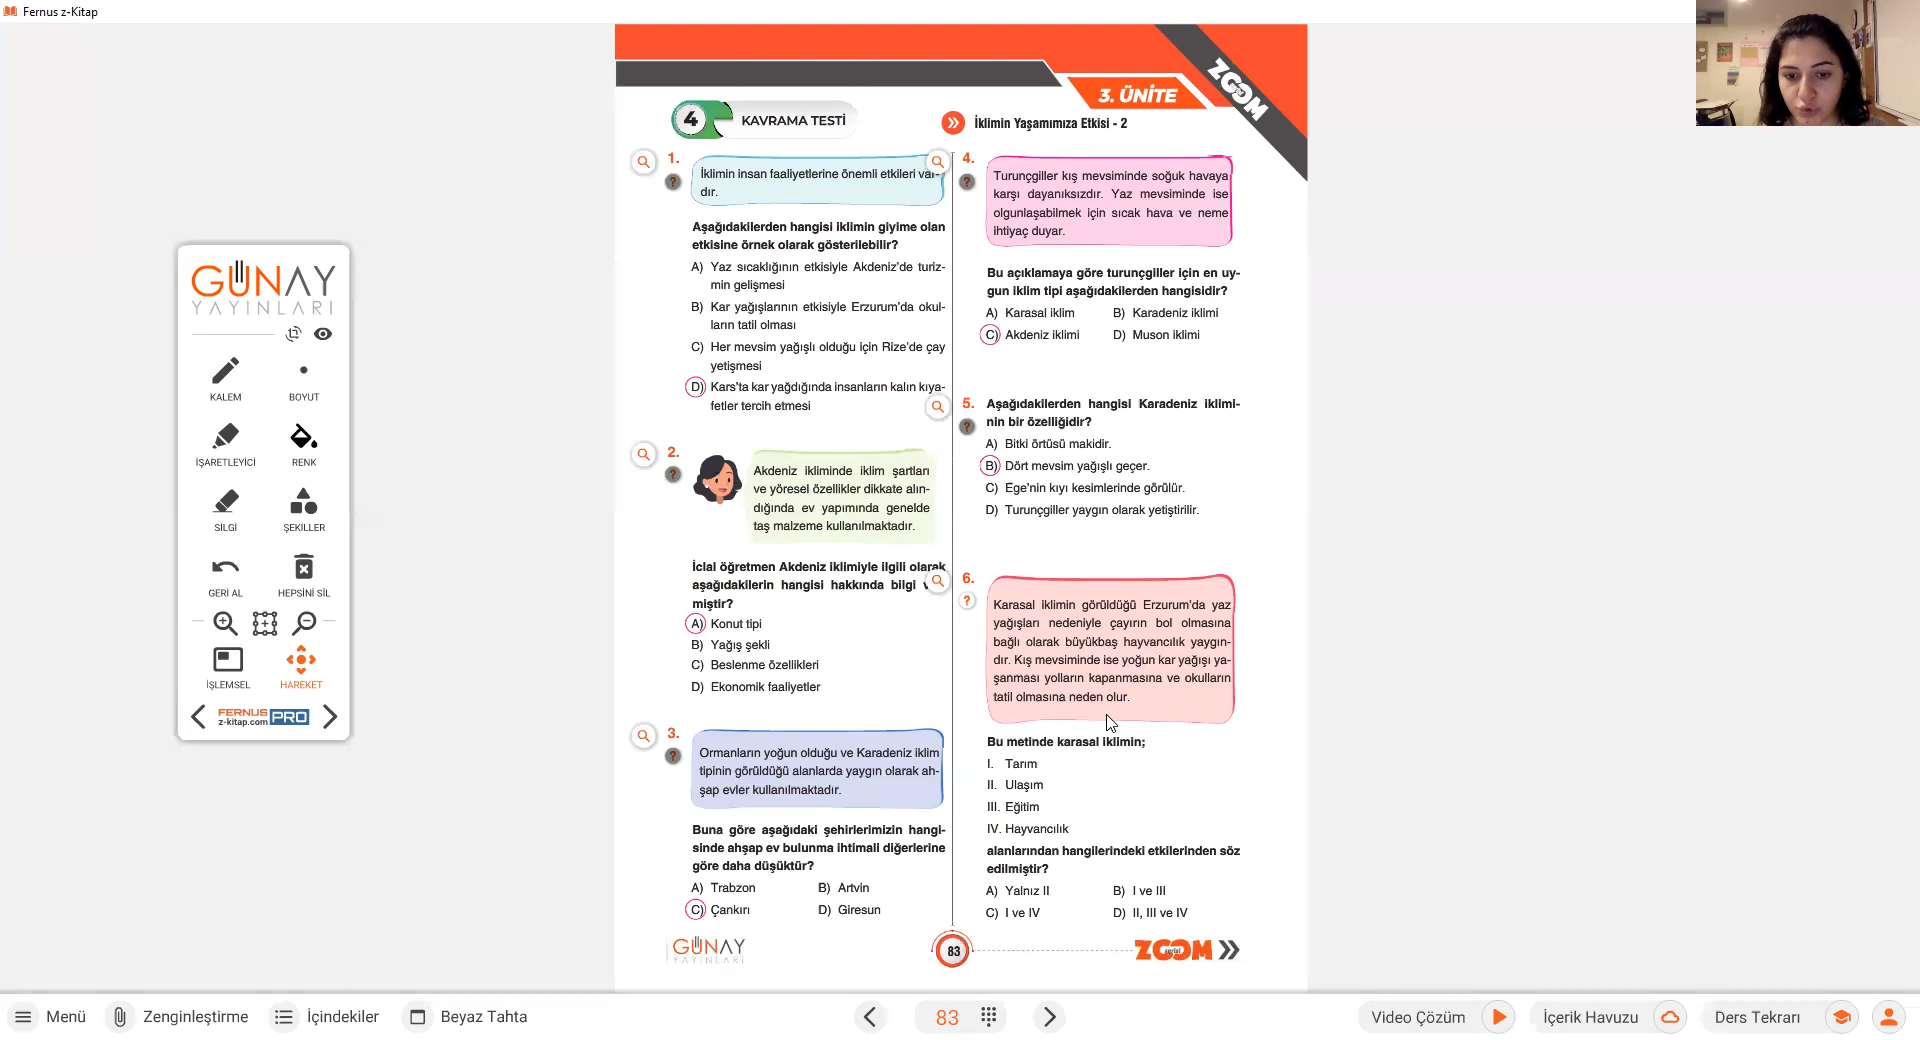 Fernus z-Kitap
3. ÜNİTE
ZOOM
4 KAVRAMA TESTİ
İklimin Yaşamımıza Etkisi - 2
1.
İklimin insan faaliyetlerine önemli etkileri var-
dır.
Aşağıdakilerden hangisi iklimin giyime olan
etkisine örnek olarak gösterilebilir?
A) Yaz sıcaklığının etkisiyle Akdeniz'de turiz-
min gelişmesi
B) Kar yağışlarının etkisiyle Erzurum'da okul-
ların tatil olması
C) Her mevsim yağışlı olduğu için Rize'de çay
yetişmesi
D) Kars'ta kar yağdığında insanların kalın kıya-
fetler tercih etmesi
2.
Akdeniz ikliminde iklim şartları
ve yöresel özellikler dikkate alın-
dığında ev yapımında genelde
taş malzeme kullanılmaktadır.
İclal öğretmen Akdeniz iklimiyle ilgili olarak
aşağıdakilerin hangisi hakkında bilgi
miştir?
A) Konut tipi
B) Yağış şekli
C) Beslenme özellikleri
D) Ekonomik faaliyetler
3.
Ormanların yoğun olduğu ve Karadeniz iklim
tipinin görüldüğü alanlarda yaygın olarak ah-
şap evler kullanılmaktadır.
Buna göre aşağıdaki şehirlerimizin hangi-
sinde ahşap ev bulunma ihtimali diğerlerine
göre daha düşüktür?
A) Trabzon B) Artvin
C) Çankırı D) Giresun
4.
Turunçgiller kış mevsiminde soğuk havaya
karşı dayanıksızdır. Yaz mevsiminde ise
olgunlaşabilmek için sıcak hava ve neme
ihtiyaç duyar.
Bu açıklamaya göre turunçgiller için en uy-
gun iklim tipi aşağıdakilerden hangisidir?
A) Karasal iklim B) Karadeniz iklimi
C) Akdeniz iklimi D) Muson iklimi
5. Aşağıdakilerden hangisi Karadeniz iklimi-
nin bir özelliğidir?
A) Bitki örtüsü makidir.
B) Dört mevsim yağışlı geçer.
C) Ege'nin kıyı kesimlerinde görülür.
D) Turunçgiller yaygın olarak yetiştirilir.
6.
Karasal iklimin görüldüğü Erzurum'da yaz
yağışları nedeniyle çayırın bol olmasına
bağlı olarak büyükbaş hayvancılık yaygın-
dır. Kış mevsiminde ise yoğun kar yağışı ya-
şanması yolların kapanmasına ve okulların
tatil olmasına neden olur.
Bu metinde karasal iklimin;
I. Tarım
II. Ulaşım
III. Eğitim
IV. Hayvancılık
alanlarından hangilerindeki etkilerinden söz
edilmiştir?
A) Yalnız II B) I ve III
C) I ve IV D) II, III ve IV
GÜNAY
YAYINLARI
83
ZOOM
GÜNAY
YAYINLARI
KALEM BOYUT
İŞARETLEYİCİ RENK
SİLGİ ŞEKİLLER
GERİ AL HEPSİNİ SİL
İŞLEMSEL HAREKET
FERNUS
z-kitap.com PRO
Menü Zenginleştirme İçindekiler Beyaz Tahta 83 Video Çözüm İçerik Havuzu Ders Tekrarı